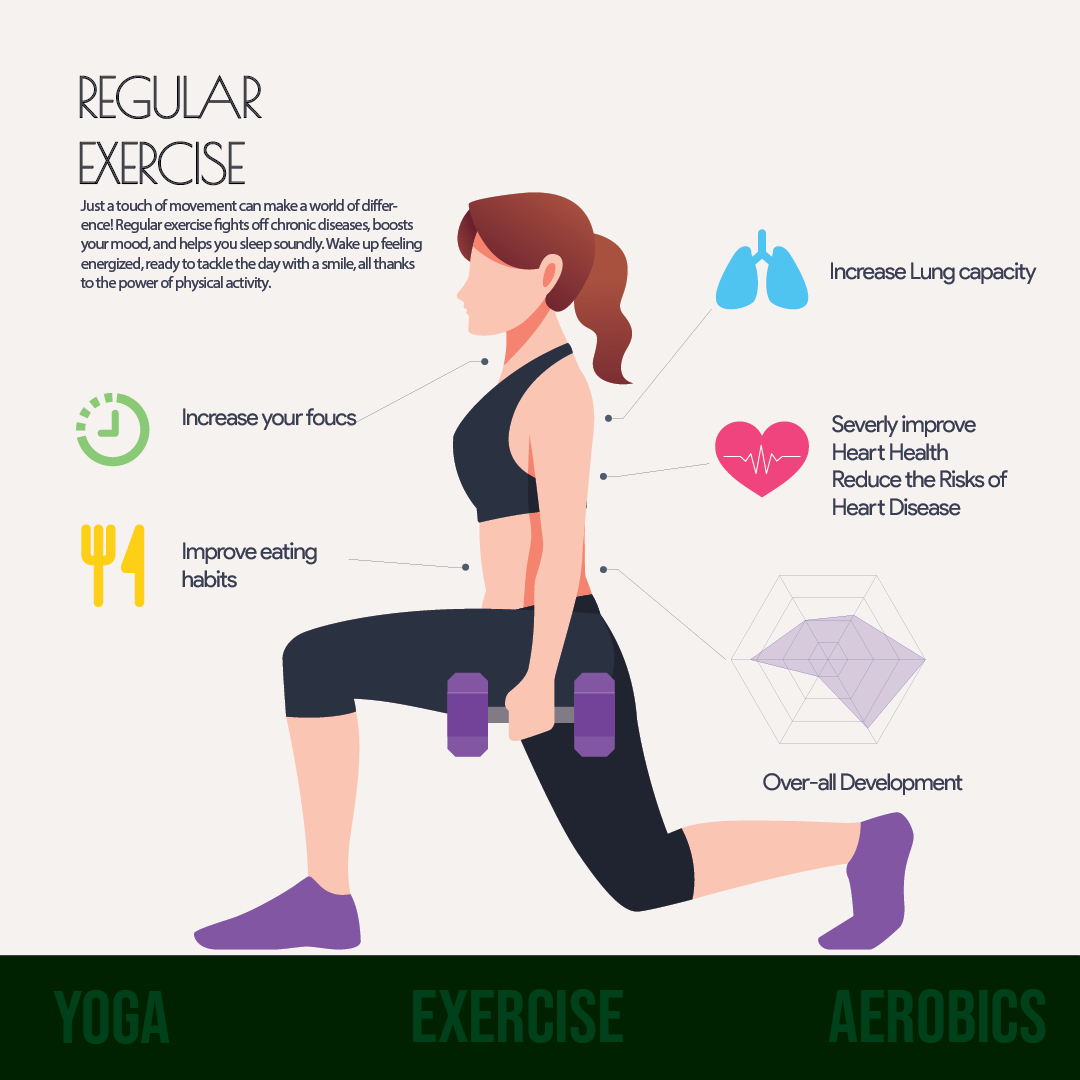 REGULAR
EXERCISE
Just a touch of movement can make a world of differ-
ence! Regular exercise fights off chronic diseases, boosts
your mood, and helps you sleep soundly. Wake up feeling
energized, ready to tackle the day with a smile, all thanks
to the power of physical activity.
Increase Lung capacity
Increase your foucs
Severly improve
Heart Health
Reduce the Risks of
Heart Disease
Improve eating
habits
Over-all Development
YOGA
EXERCISE
AEROBICS